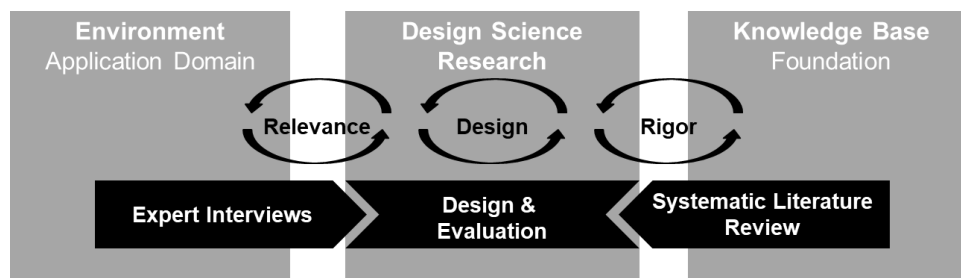 Environment
Application Domain
Design Science
Research
Knowledge Base
Foundation
Relevance
Design
Rigor
Expert Interviews
Design &
Evaluation
Systematic Literature
Review